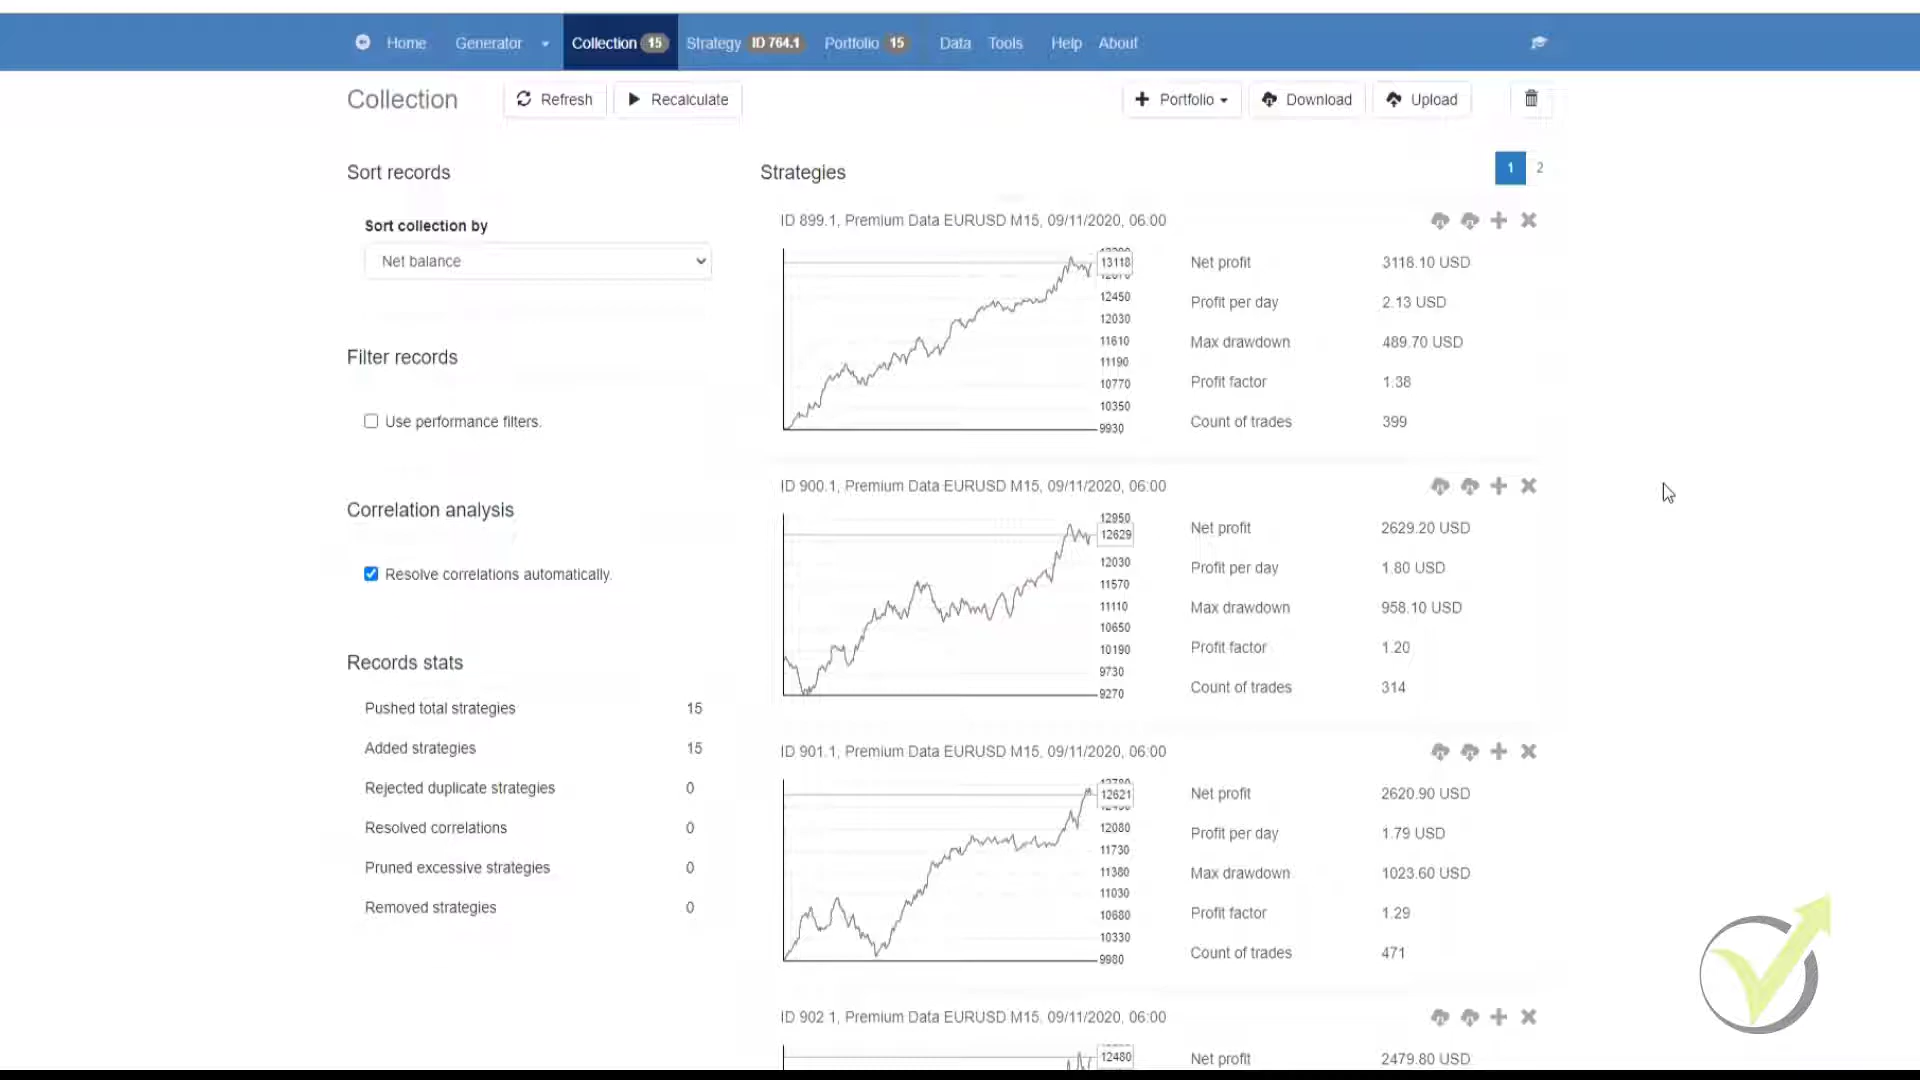 Home Generator Collection 15 Strategy ID 764.1 Portfolio 15 Data Tools Help About
Collection Refresh Recalculate Portfolio Download Upload
Sort records
Sort collection by
Net balance
Filter records
Use performance filters.
Correlation analysis
Resolve correlations automatically.
Records stats
Pushed total strategies 15
Added strategies 15
Rejected duplicate strategies 0
Resolved correlations 0
Pruned excessive strategies 0
Removed strategies 0
Strategies 1 2
ID 899.1, Premium Data EURUSD M15, 09/11/2020, 06:00
13118
12450
12030
11610
11190
10770
10350
9930
Net profit 3118.10 USD
Profit per day 2.13 USD
Max drawdown 489.70 USD
Profit factor 1.38
Count of trades 399
ID 900.1, Premium Data EURUSD M15, 09/11/2020, 06:00
12950
12629
12030
11570
11110
10650
10190
9730
9270
Net profit 2629.20 USD
Profit per day 1.80 USD
Max drawdown 958.10 USD
Profit factor 1.20
Count of trades 314
ID 901.1, Premium Data EURUSD M15, 09/11/2020, 06:00
12621
12080
11730
11380
11030
10680
10330
9980
Net profit 2620.90 USD
Profit per day 1.79 USD
Max drawdown 1023.60 USD
Profit factor 1.29
Count of trades 471
ID 902 1, Premium Data EURUSD M15, 09/11/2020, 06:00
12480
Net profit 2479.80 USD